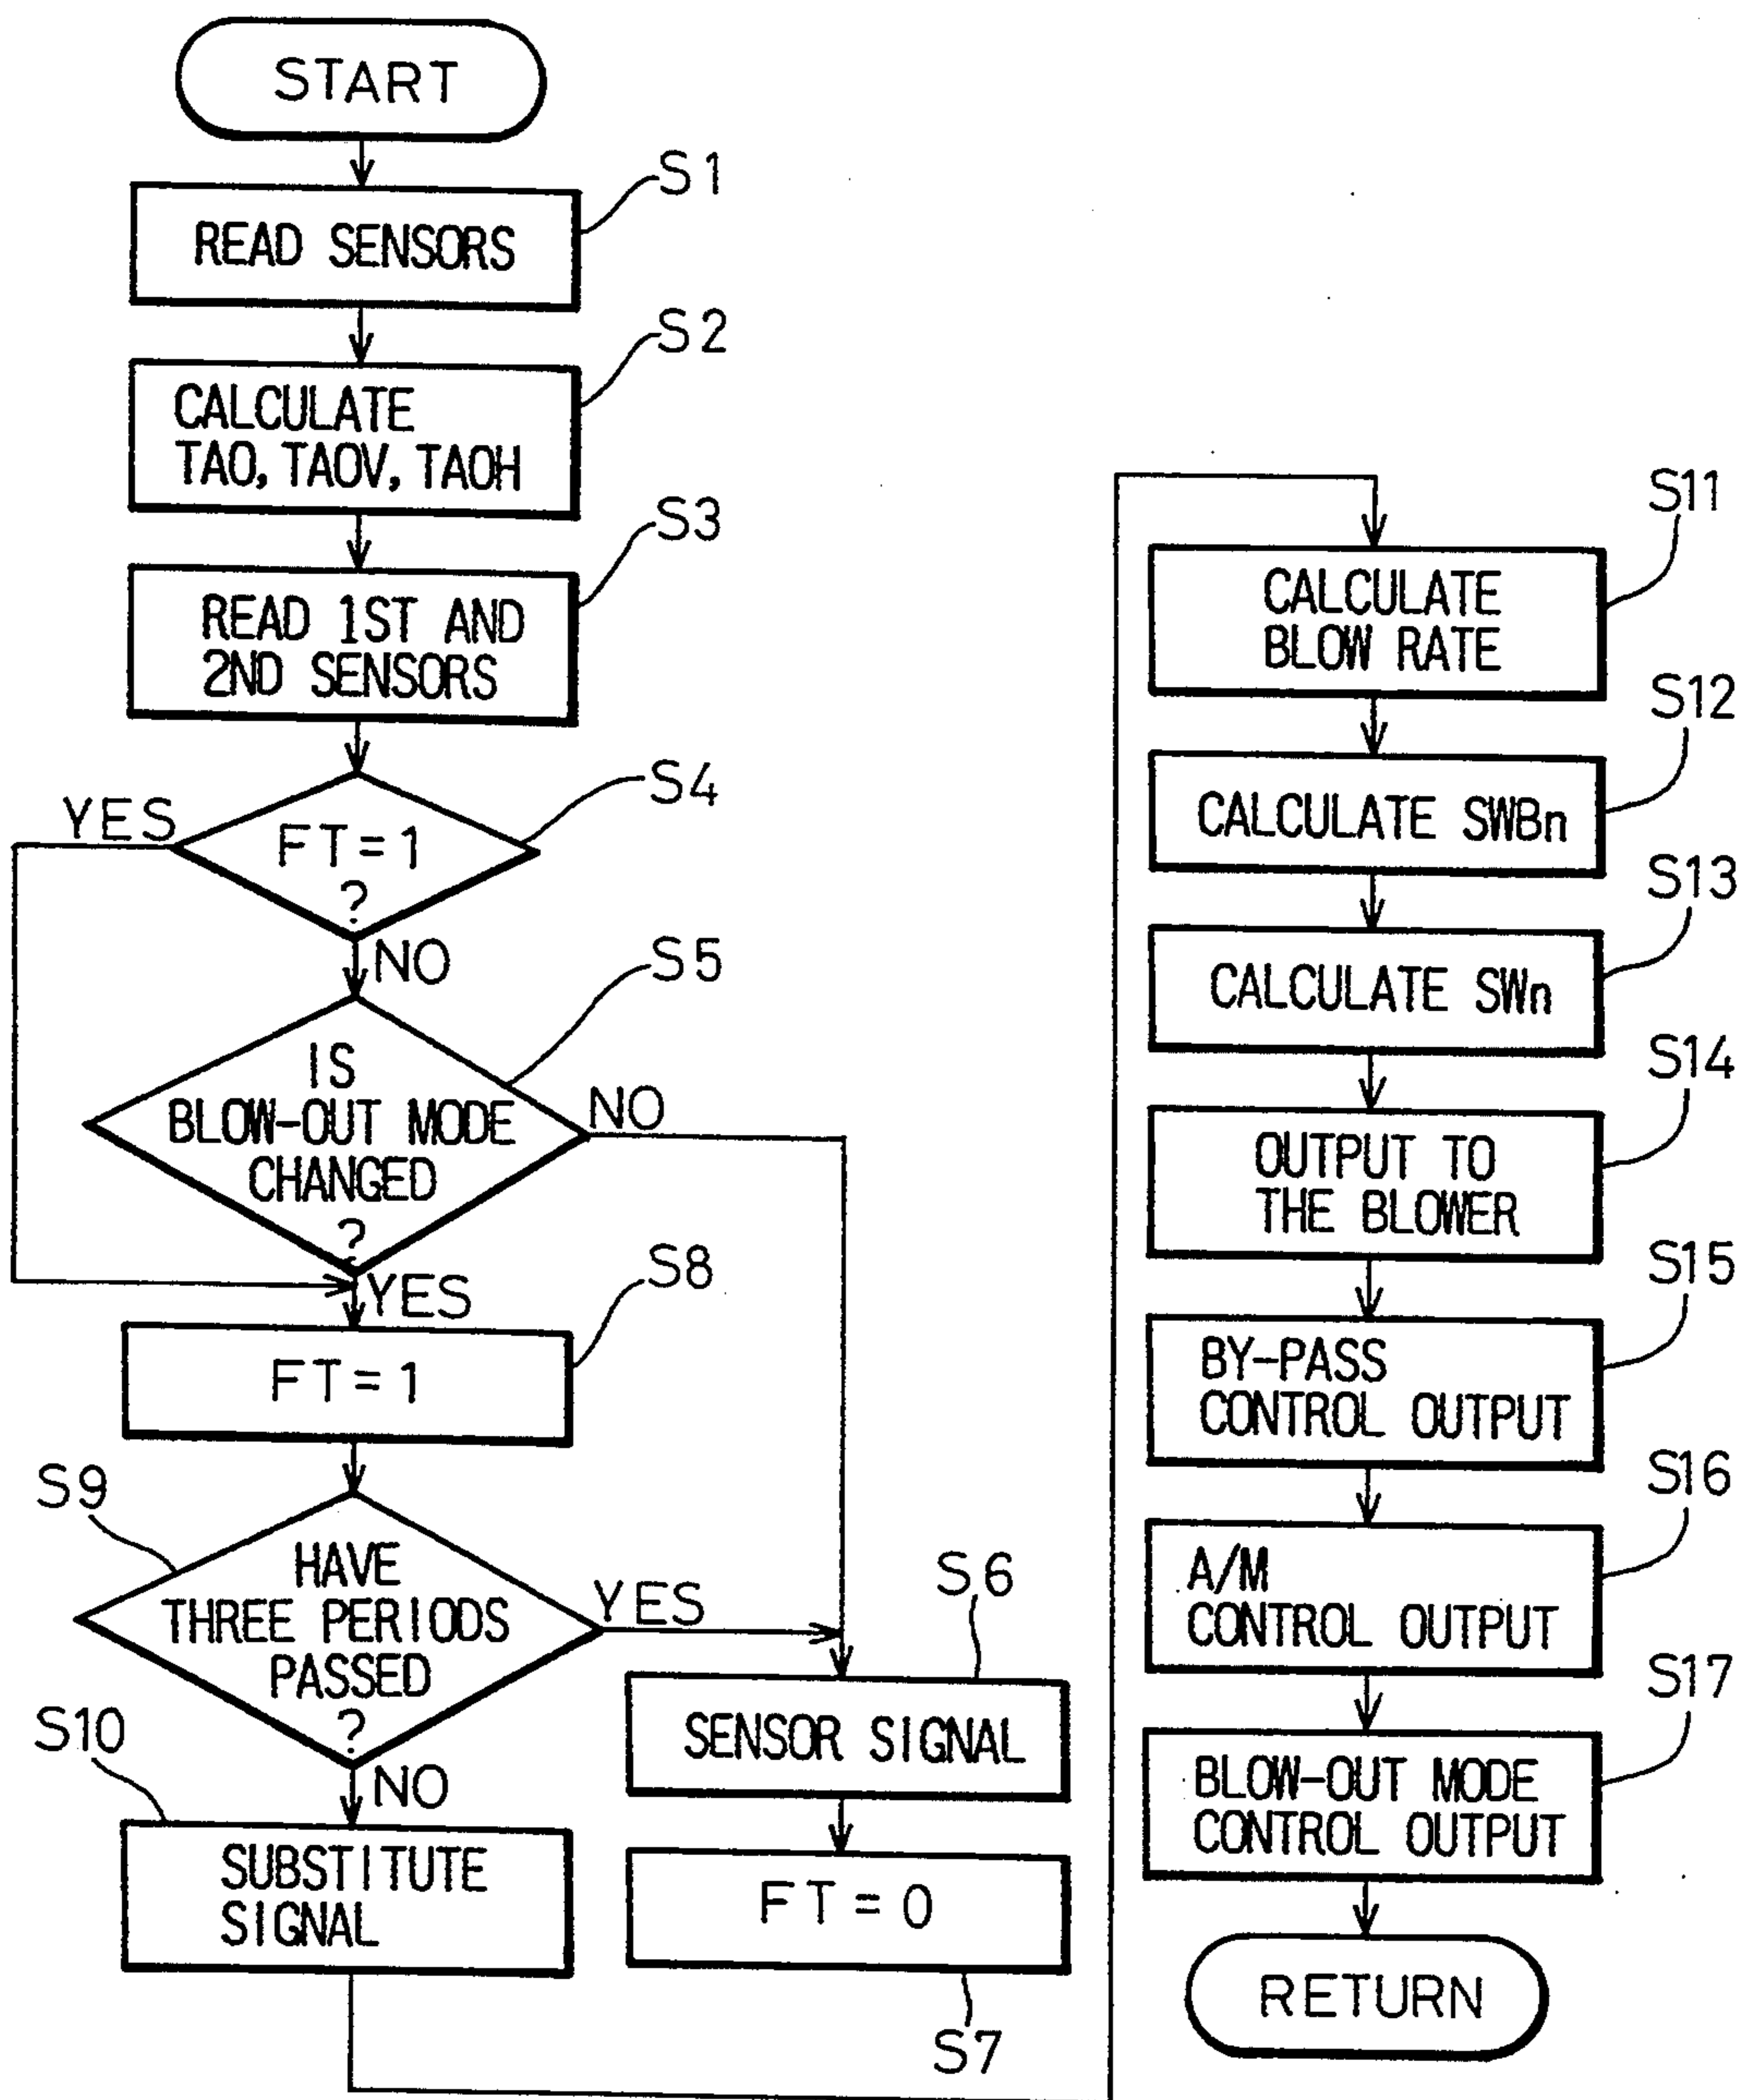 START
S1
READ SENSORS
S2
CALCULATE
TAO, TAOV, TAOH
S3
READ 1ST AND
2ND SENSORS
S4
YES
FT=1
?
NO
S5
IS
BLOW-OUT MODE
CHANGED
?
NO
YES
S8
FT=1
S9
HAVE
THREE PERIODS
PASSED
?
YES
NO
S6
SENSOR SIGNAL
S10
SUBSTITUTE
SIGNAL
FT=0
S7
S11
CALCULATE
BLOW RATE
S12
CALCULATE SWBn
S13
CALCULATE SWn
S14
OUTPUT TO
THE BLOWER
S15
BY-PASS
CONTROL OUTPUT
S16
A/M
CONTROL OUTPUT
S17
BLOW-OUT MODE
CONTROL OUTPUT
RETURN